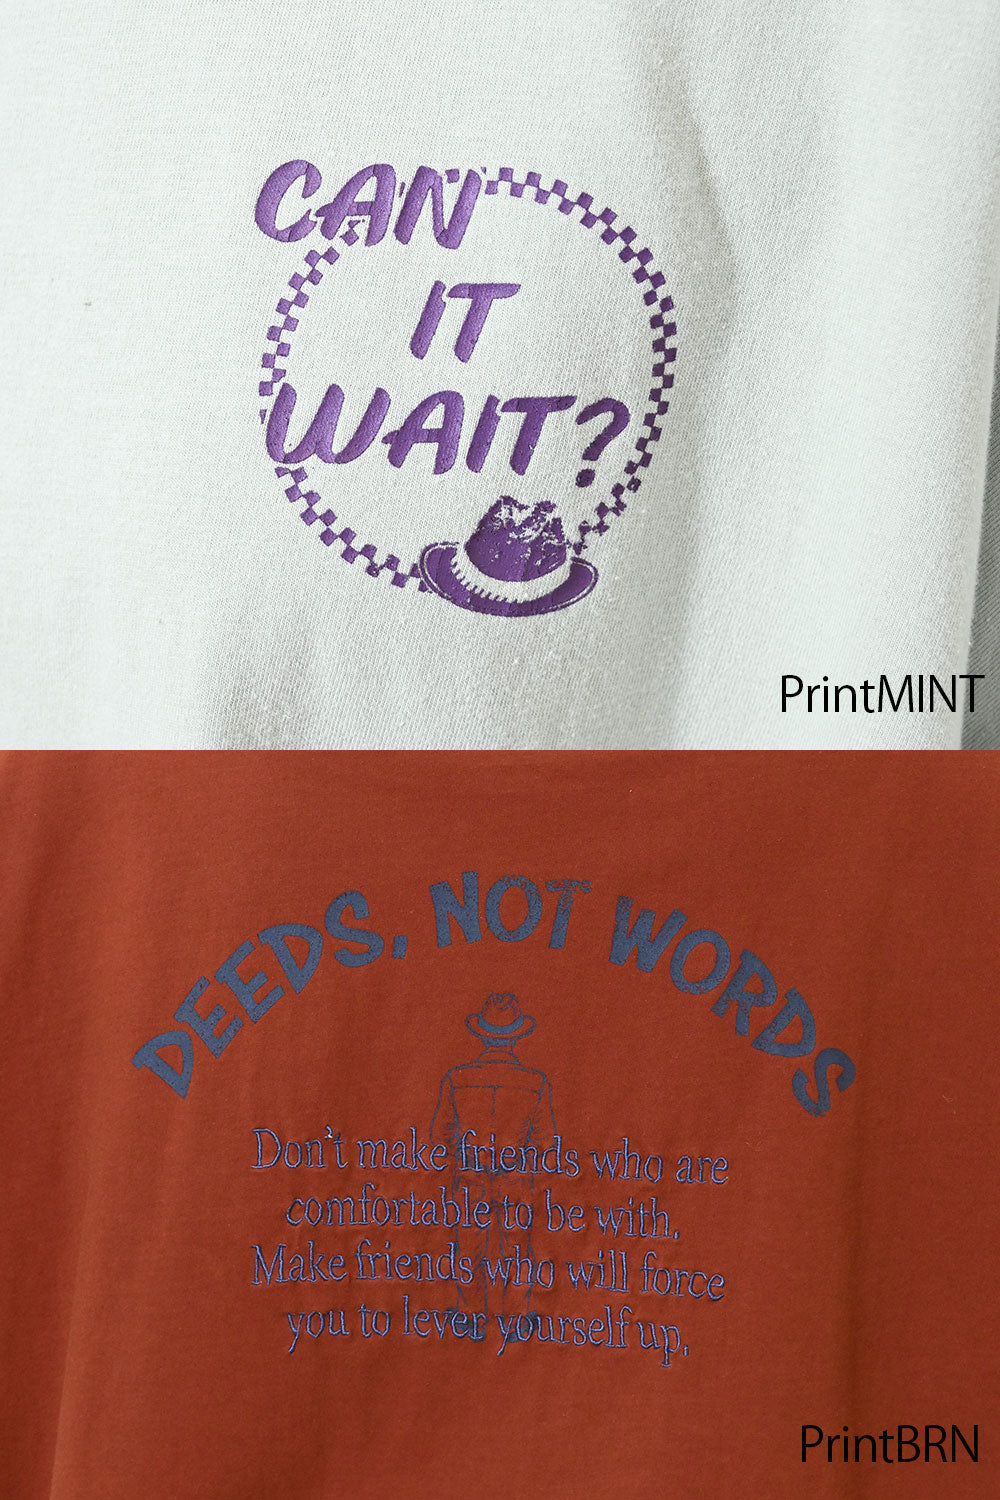 CAN
IT
WAIT?
PrintMINT
DEEDS, NOT WORDS
Don't make friends who are
comfortable to be with.
Make friends who will force
you to lever yourself up.
PrintBRN